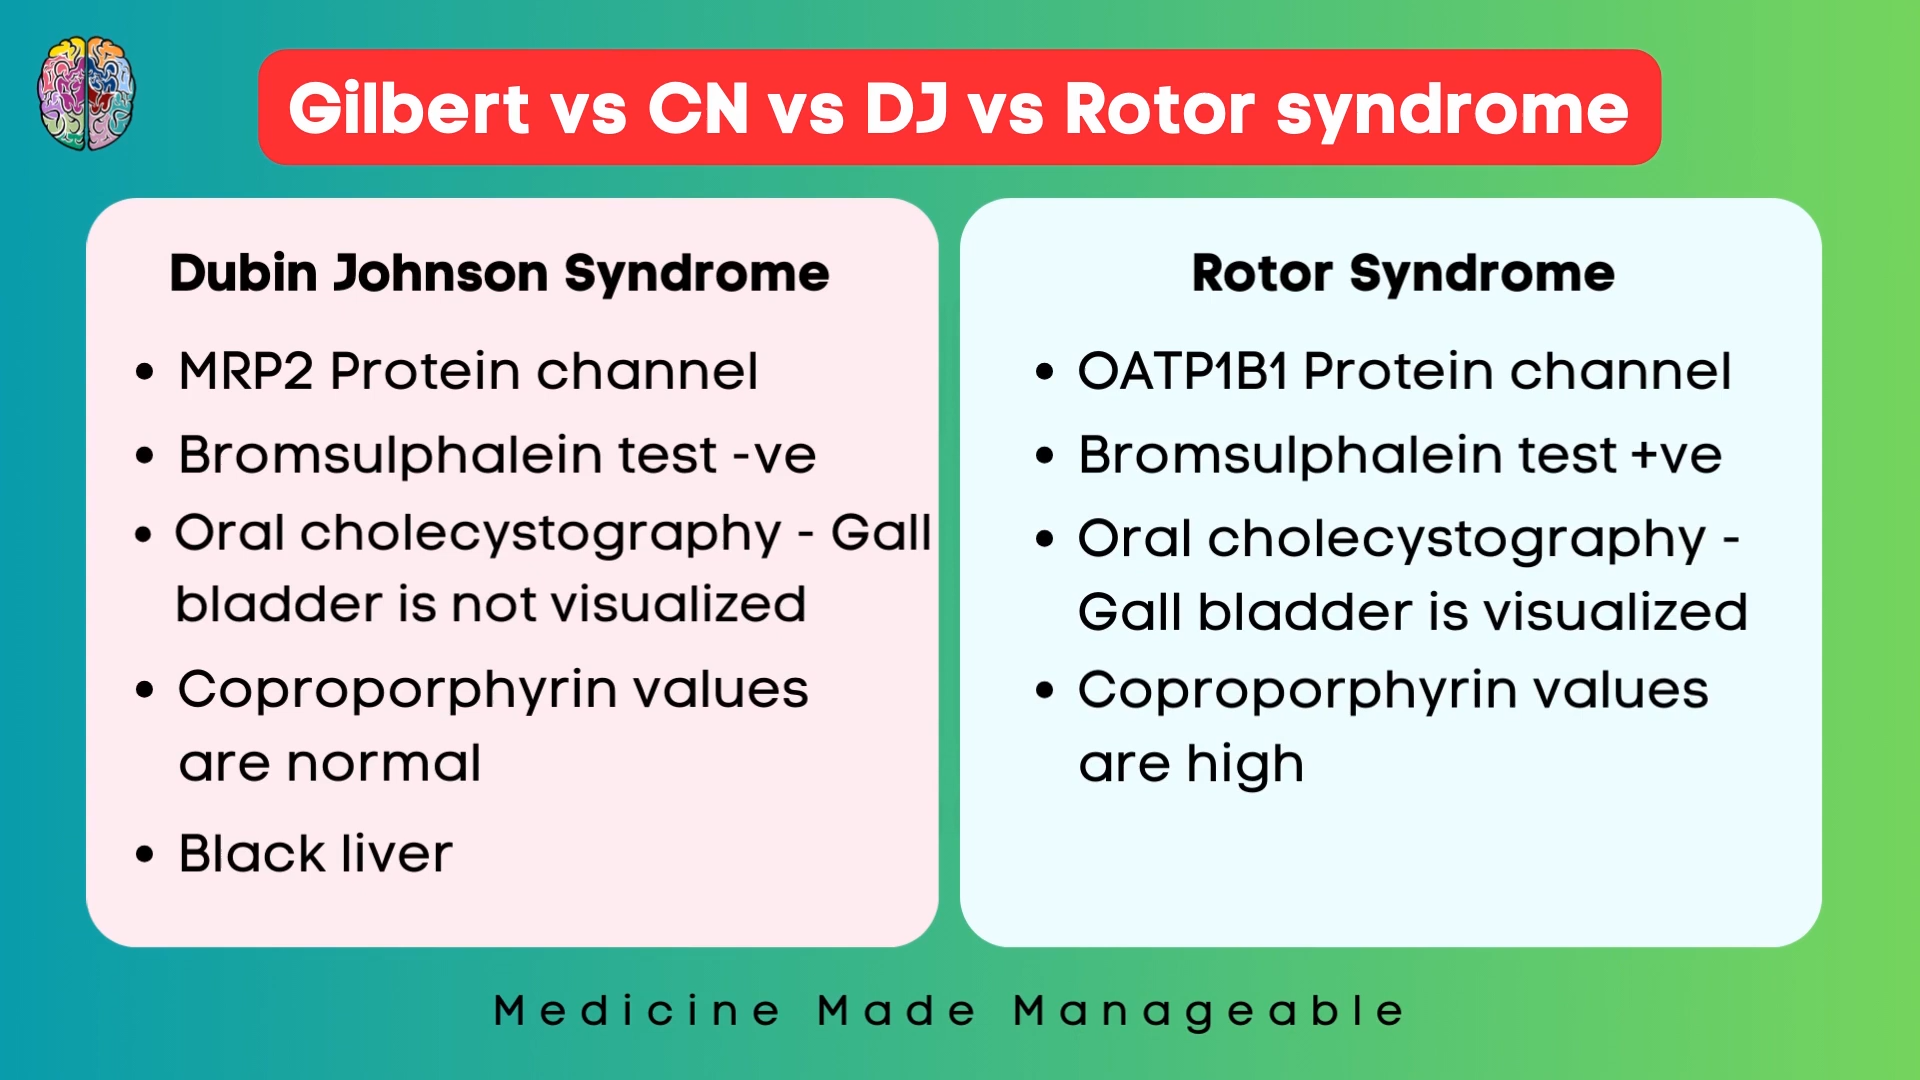 Gilbert vs CN vs DJ vs Rotor syndrome
Dubin Johnson Syndrome
• MRP2 Protein channel
• Bromsulphalein test -ve
• Oral cholecystography - Gall
bladder is not visualized
• Coproporphyrin values
are normal
• Black liver
Rotor Syndrome
• OATP1B1 Protein channel
• Bromsulphalein test +ve
• Oral cholecystography -
Gall bladder is visualized
• Coproporphyrin values
are high
Medicine Made Manageable